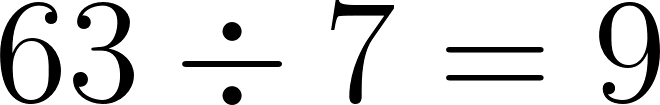 63 ÷ 7 = 9